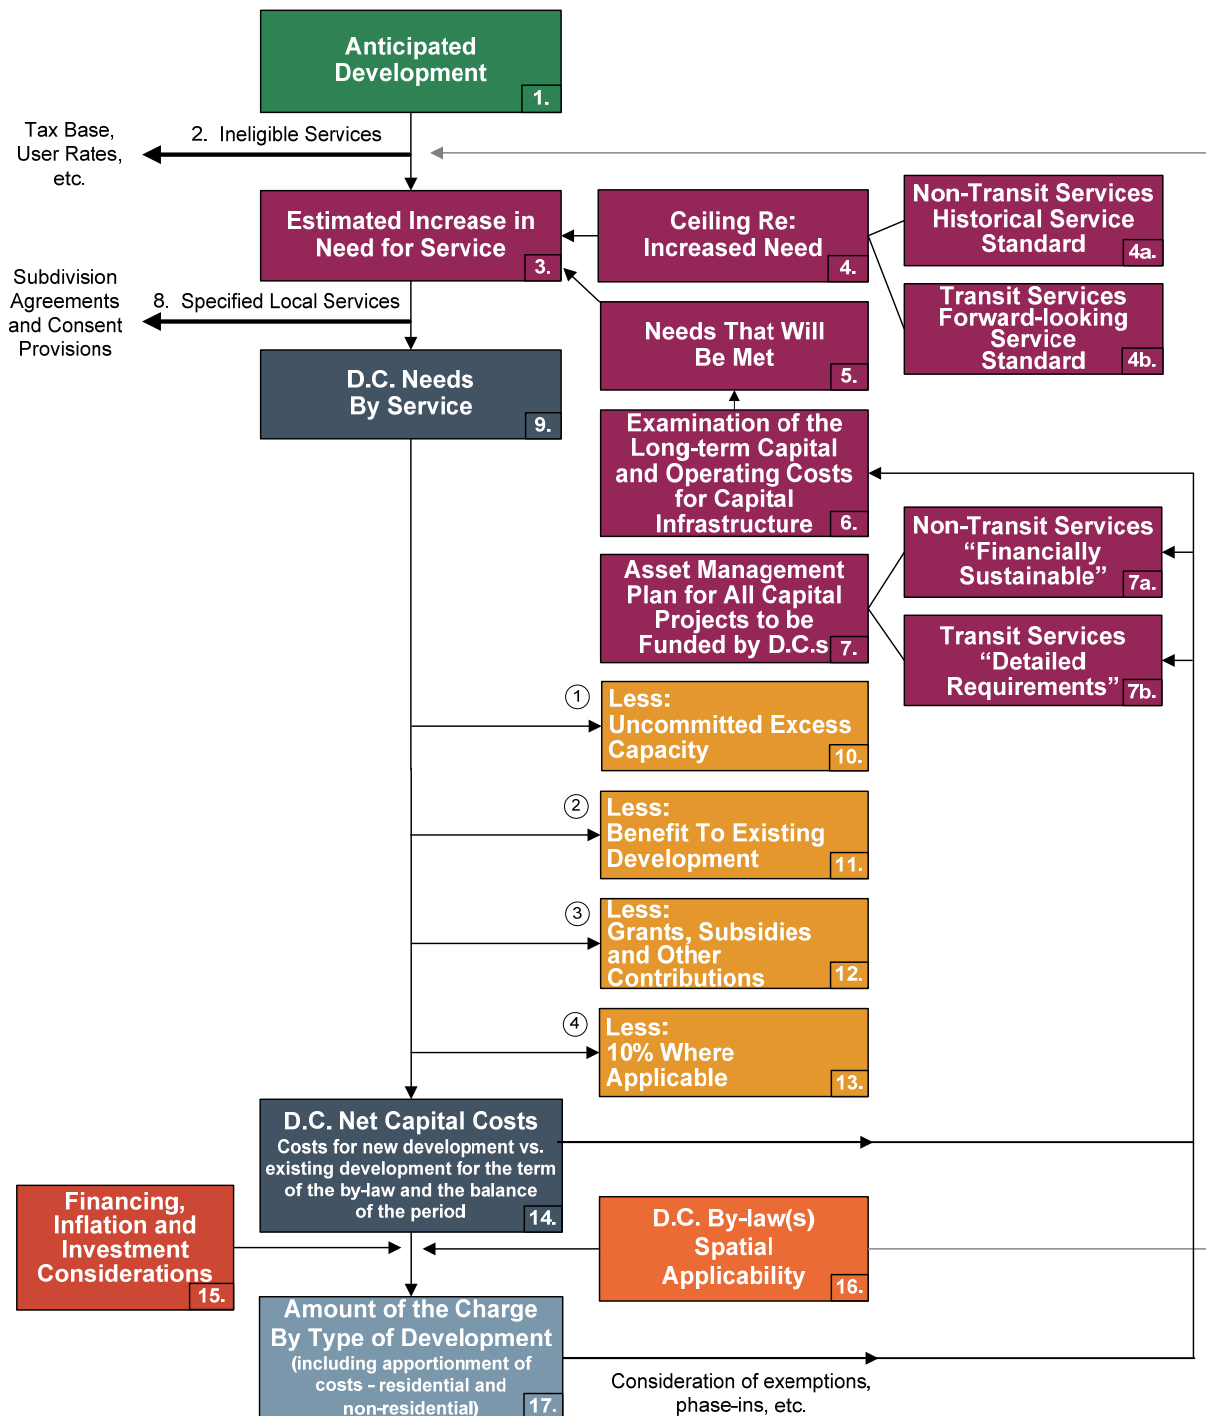 Anticipated
Development
1.
Tax Base,
User Rates,
etc.
2. Ineligible Services
Estimated Increase in
Need for Service
3.
Ceiling Re:
Increased Need
4.
Non-Transit Services
Historical Service
Standard
4a.
Transit Services
Forward-looking
Service
Standard
4b.
Subdivision
Agreements
and Consent
Provisions
8. Specified Local Services
Needs That Will
Be Met
5.
D.C. Needs
By Service
9.
Examination of the
Long-term Capital
and Operating Costs
for Capital
Infrastructure
6.
Asset Management
Plan for All Capital
Projects to be
Funded by D.C.s
7.
Non-Transit Services
“Financially
Sustainable”
7a.
Transit Services
“Detailed
Requirements”
7b.
1
Less:
Uncommitted Excess
Capacity
10.
2
Less:
Benefit To Existing
Development
11.
3
Less:
Grants, Subsidies
and Other
Contributions
12.
4
Less:
10% Where
Applicable
13.
D.C. Net Capital Costs
Costs for new development vs.
existing development for the term
of the by-law and the balance
of the period
14.
Financing,
Inflation and
Investment
Considerations
15.
D.C. By-law(s)
Spatial
Applicability
16.
Amount of the Charge
By Type of Development
(including apportionment of
costs - residential and
non-residential)
17.
Consideration of exemptions,
phase-ins, etc.